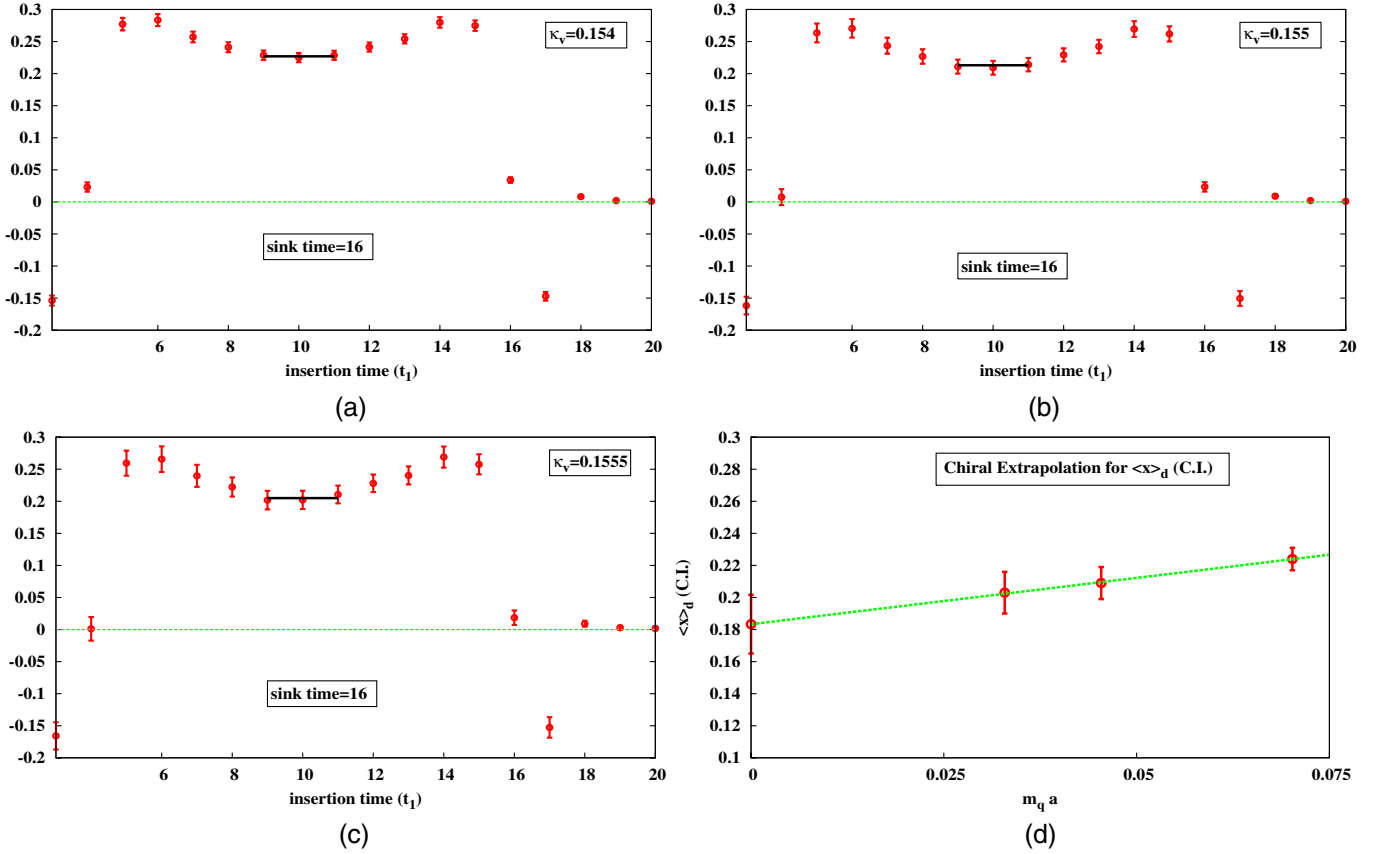 0.3
0.25
0.2
0.15
0.1
0.05
0
-0.05
-0.1
-0.15
-0.2
κv=0.154
sink time=16
6 8 10 12 14 16 18 20
insertion time (t1)
(a)
0.3
0.25
0.2
0.15
0.1
0.05
0
-0.05
-0.1
-0.15
-0.2
κv=0.155
sink time=16
6 8 10 12 14 16 18 20
insertion time (t1)
(b)
0.3
0.25
0.2
0.15
0.1
0.05
0
-0.05
-0.1
-0.15
-0.2
κv=0.1555
sink time=16
6 8 10 12 14 16 18 20
insertion time (t1)
(c)
<x>d (C.I.)
0.3
0.28
0.26
0.24
0.22
0.2
0.18
0.16
0.14
0.12
0.1
Chiral Extrapolation for <x>d (C.I.)
0 0.025 0.05 0.075
mq a
(d)